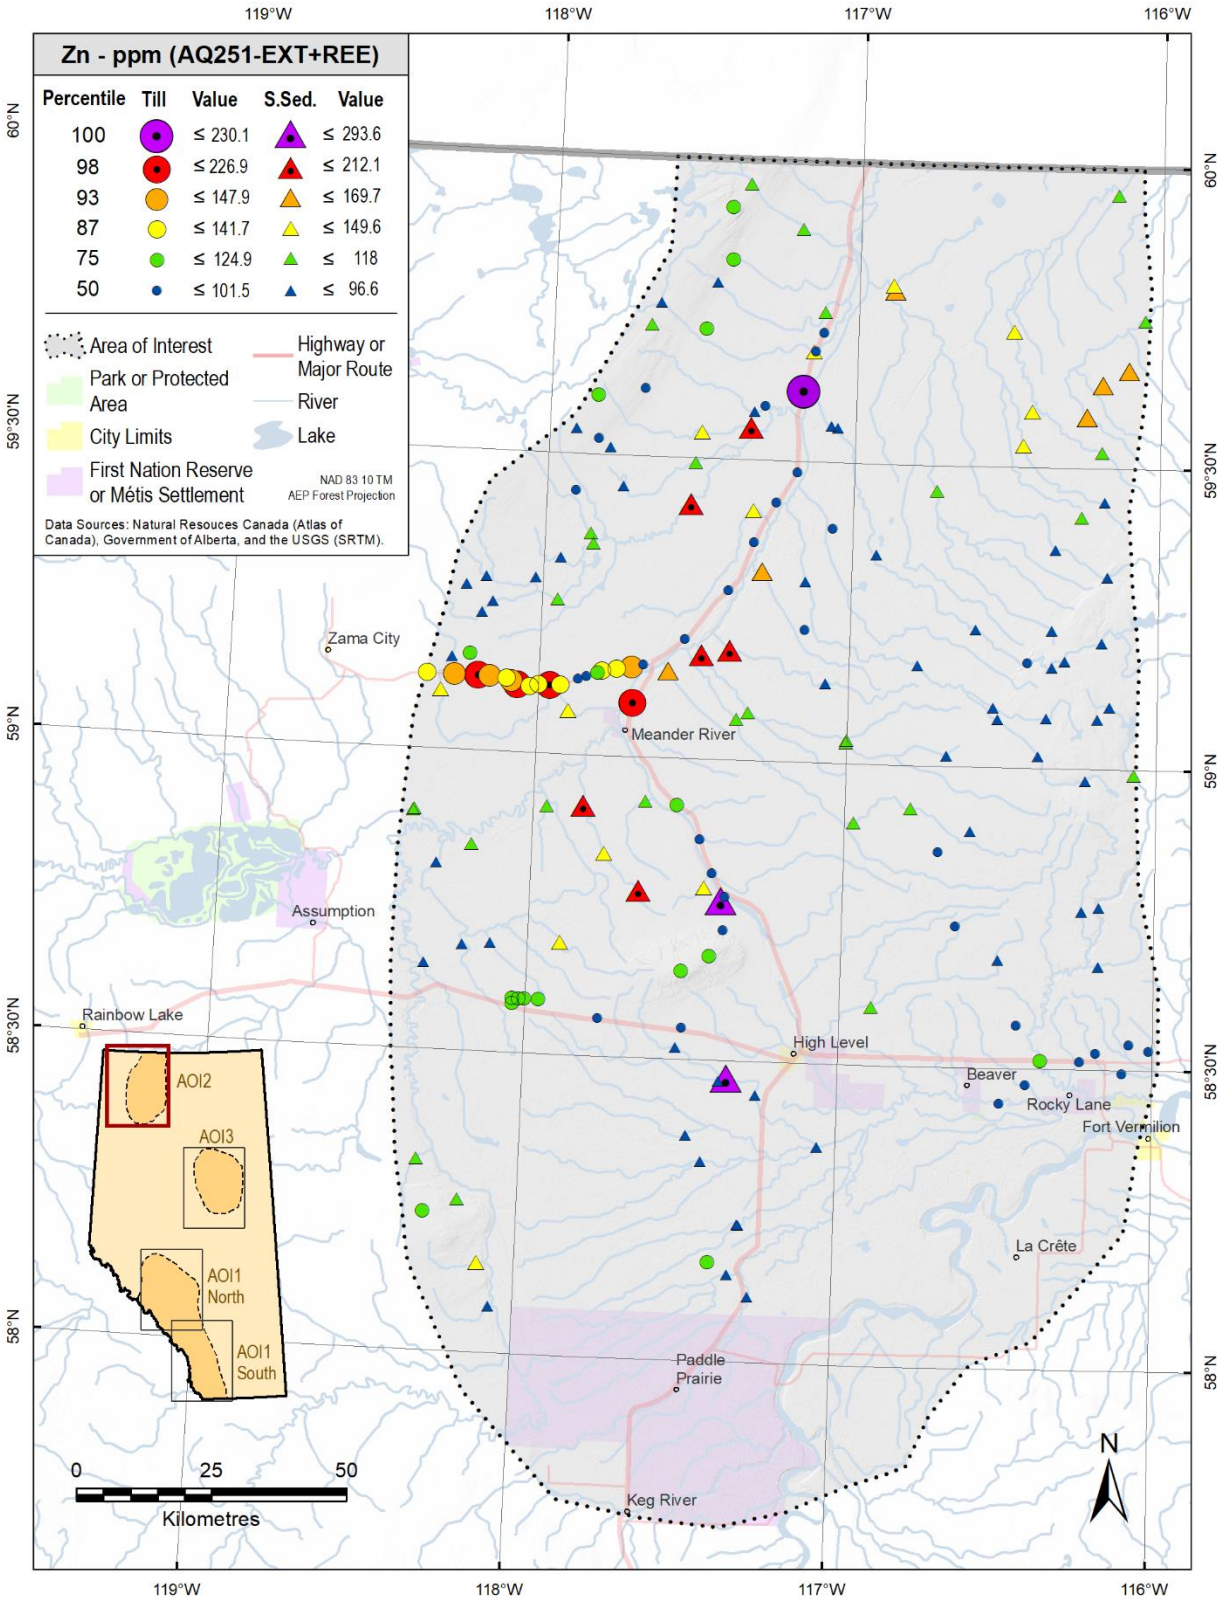 119°W 118°W 117°W 116°W
Zn - ppm (AQ251-EXT+REE)
Percentile Till Value S.Sed. Value
100 ≤ 230.1 ≤ 293.6
98 ≤ 226.9 ≤ 212.1
93 ≤ 147.9 ≤ 169.7
87 ≤ 141.7 ≤ 149.6
75 ≤ 124.9 ≤ 118
50 ≤ 101.5 ≤ 96.6
Area of Interest
Park or Protected
Area
City Limits
First Nation Reserve
or Métis Settlement
Highway or
Major Route
River
Lake
NAD 83 10 TM
AEP Forest Projection
Data Sources: Natural Resouces Canada (Atlas of
Canada), Government of Alberta, and the USGS (SRTM).
60°N
60°N
59°30'N
59°30'N
Zama City
Meander River
59°N
59°N
Assumption
Rainbow Lake
58°30'N
High Level
58°30'N
Beaver
Rocky Lane
Fort Vermilion
La Crête
58°N
58°N
Paddle
Prairie
Keg River
AOI2
AOI3
AOI1
North
AOI1
South
0 25 50
Kilometres
N
119°W 118°W 117°W 116°W